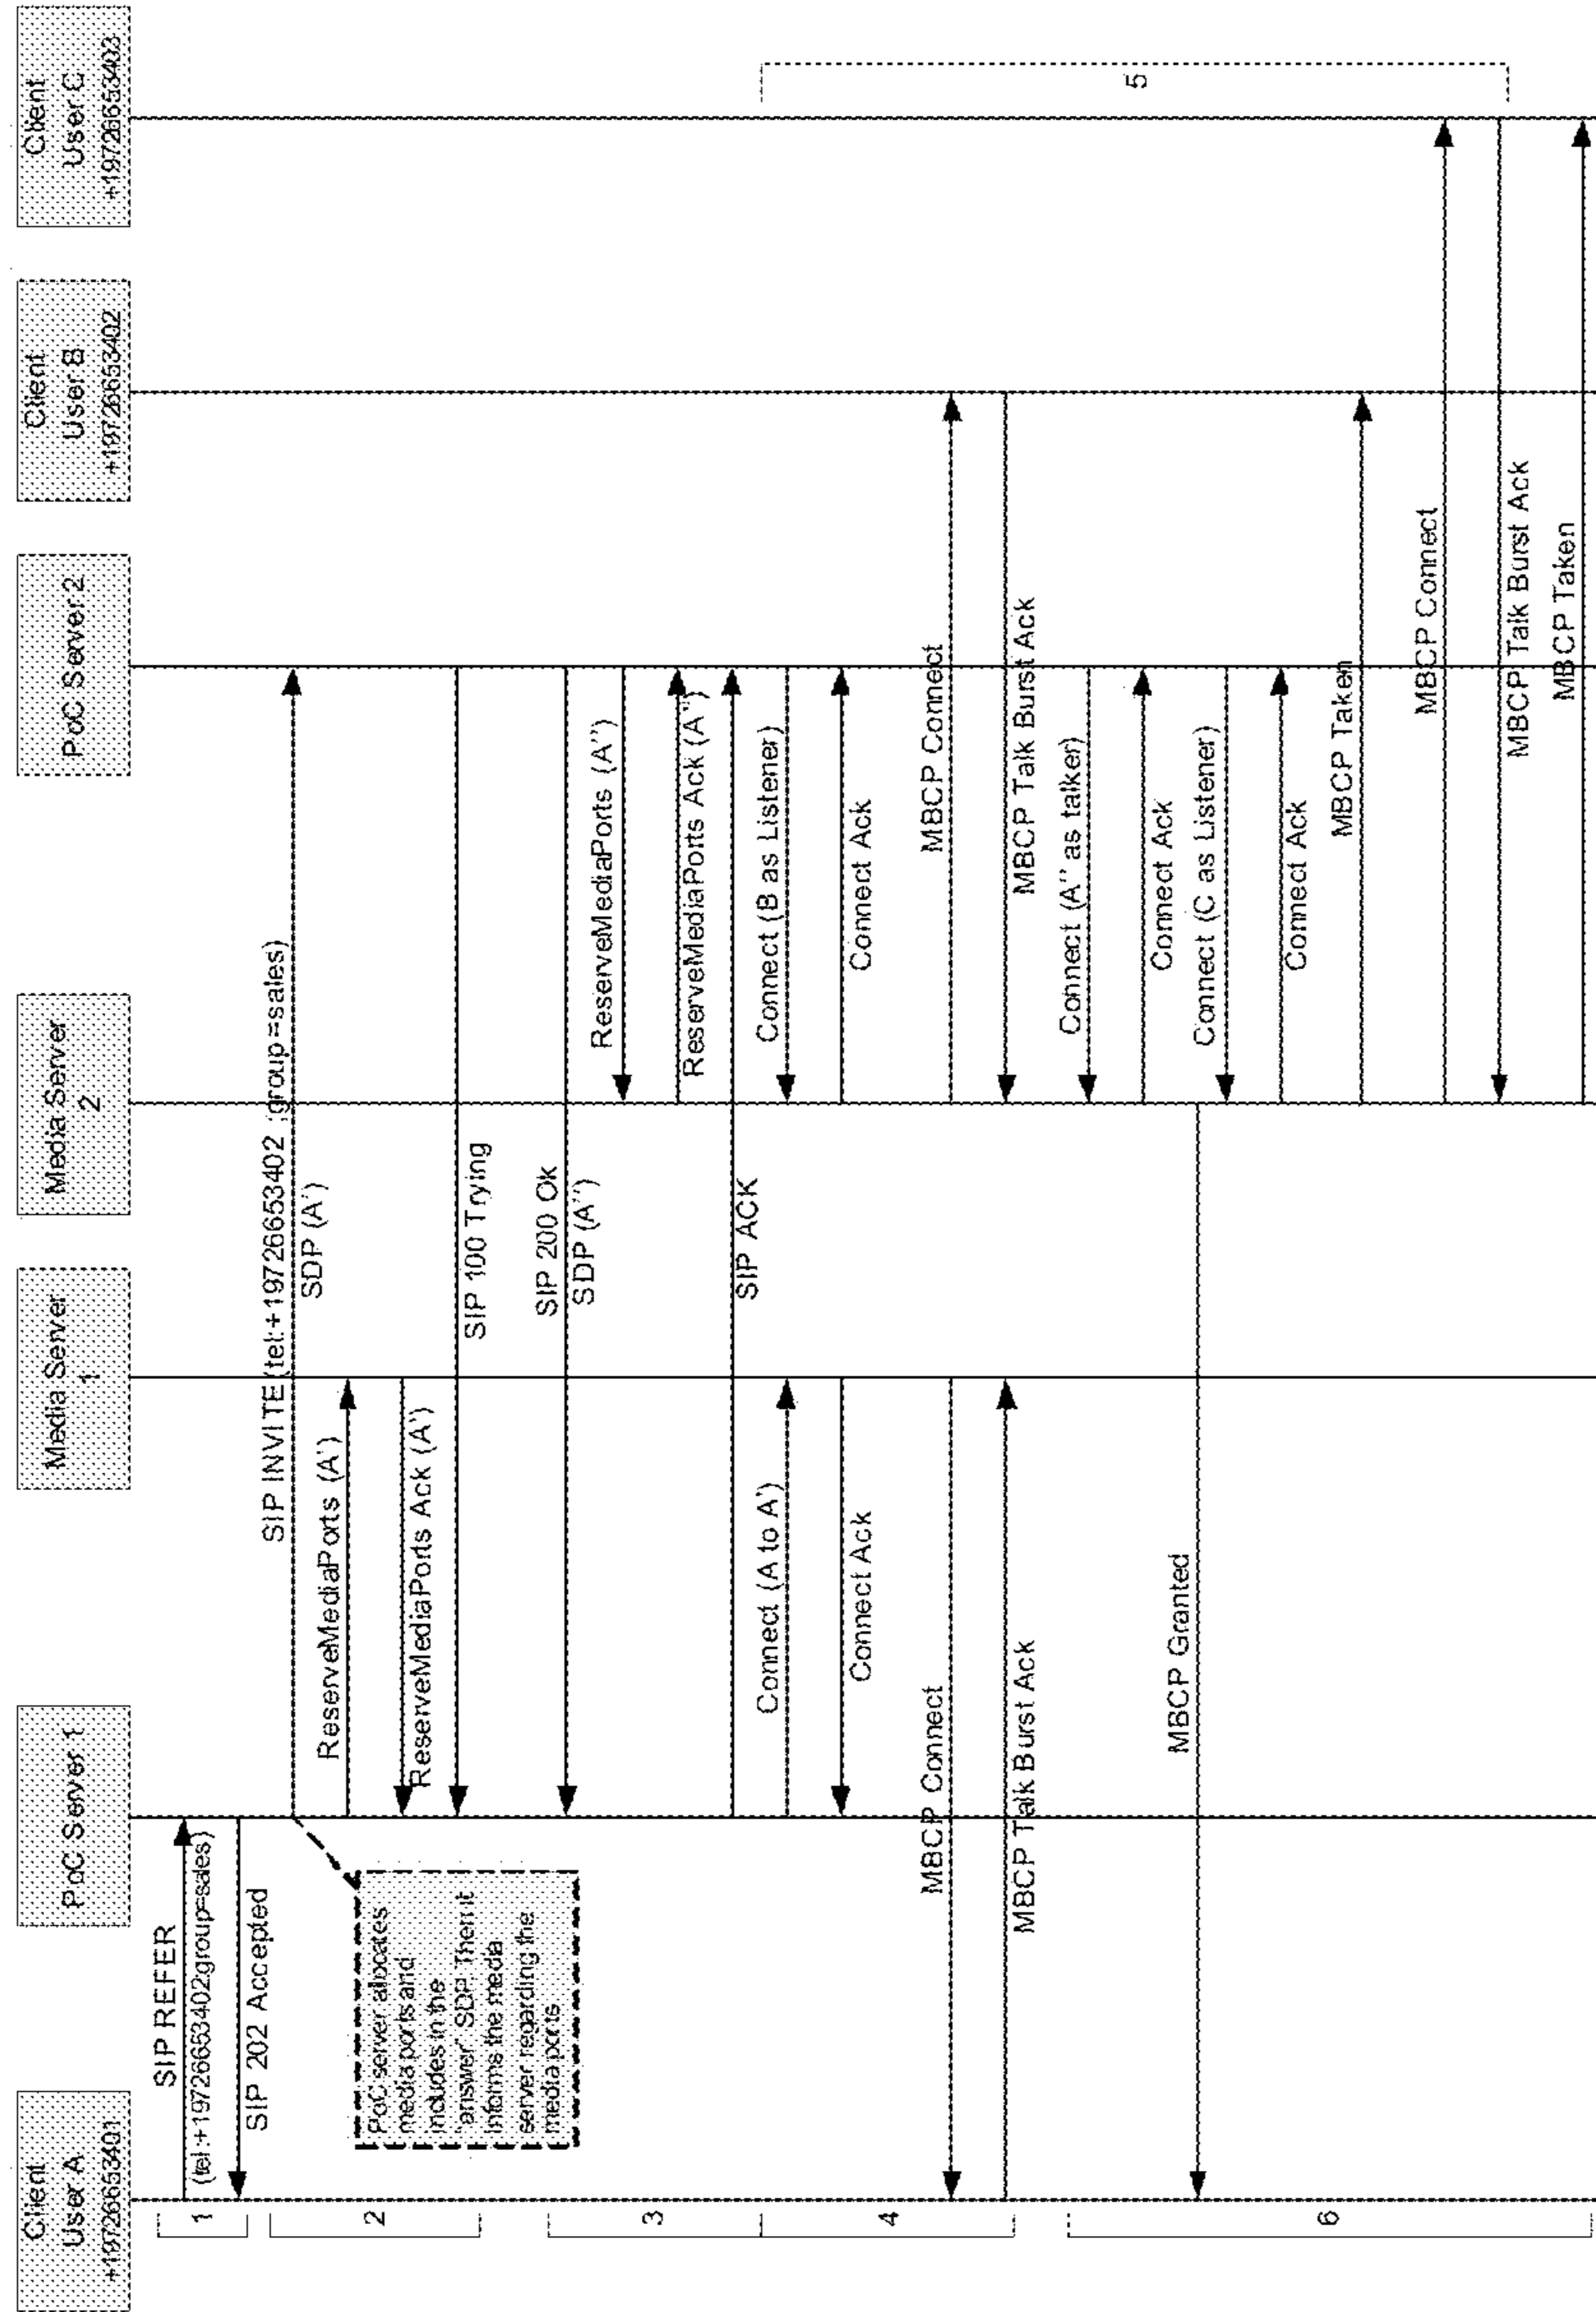 Client
User A
+19726653401
PoC Server 1
Media Server
1
Media Server
2
PoC Server 2
Client
User B
+19726653402
Client
User C
+19726653403
1
SIP REFER
(tel:+19726653402group=sales)
SIP 202 Accepted
2
SIP INVITE(tel:+19726653402;group=sales)
SDP (A')
PoC server allocates
media ports and
includes in the
"answer" SDP. Then it
informs the media
server regarding the
media ports
ReserveMediaPorts (A')
ReserveMediaPorts Ack (A')
SIP 100 Trying
3
SIP 200 Ok
SDP (A'')
ReserveMediaPorts (A'')
ReserveMediaPorts Ack (A'')
SIP ACK
4
Connect (A to A')
Connect (B as Listener)
Connect Ack
Connect Ack
5
MBCP Connect
MBCP Connect
MBCP Talk Burst Ack
MBCP Talk Burst Ack
6
Connect (A'' as talker)
Connect Ack
MBCP Granted
Connect (C as Listener)
Connect Ack
MBCP Taken
MBCP Connect
MBCP Talk Burst Ack
MBCP Taken